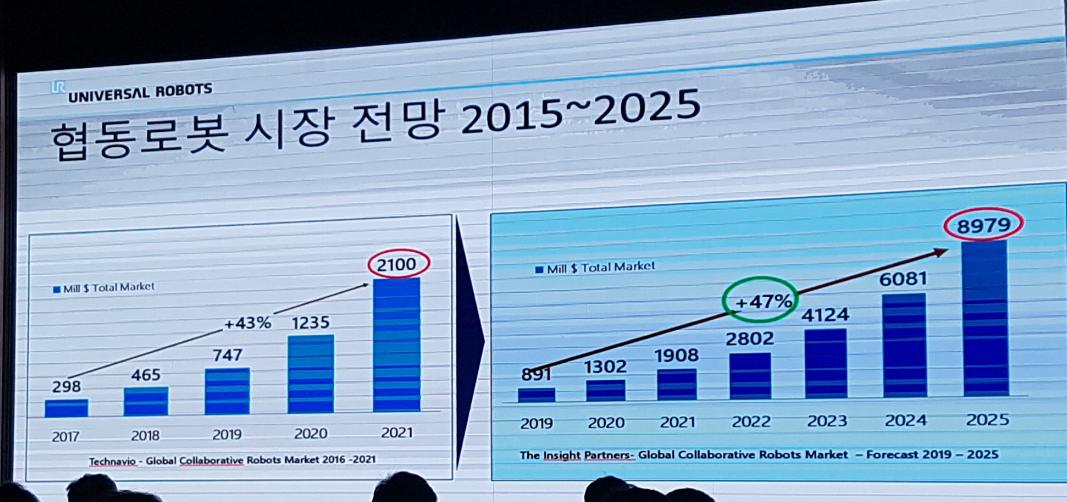 UR
UNIVERSAL ROBOTS
협동로봇 시장 전망 2015~2025
Mill $ Total Market
2100
+43%
1235
747
465
298
2017 2018 2019 2020 2021
Technavio - Global Collaborative Robots Market 2016 -2021
Mill $ Total Market
8979
6081
+47%
4124
2802
1908
1302
891
2019 2020 2021 2022 2023 2024 2025
The Insight Partners- Global Collaborative Robots Market – Forecast 2019 – 2025